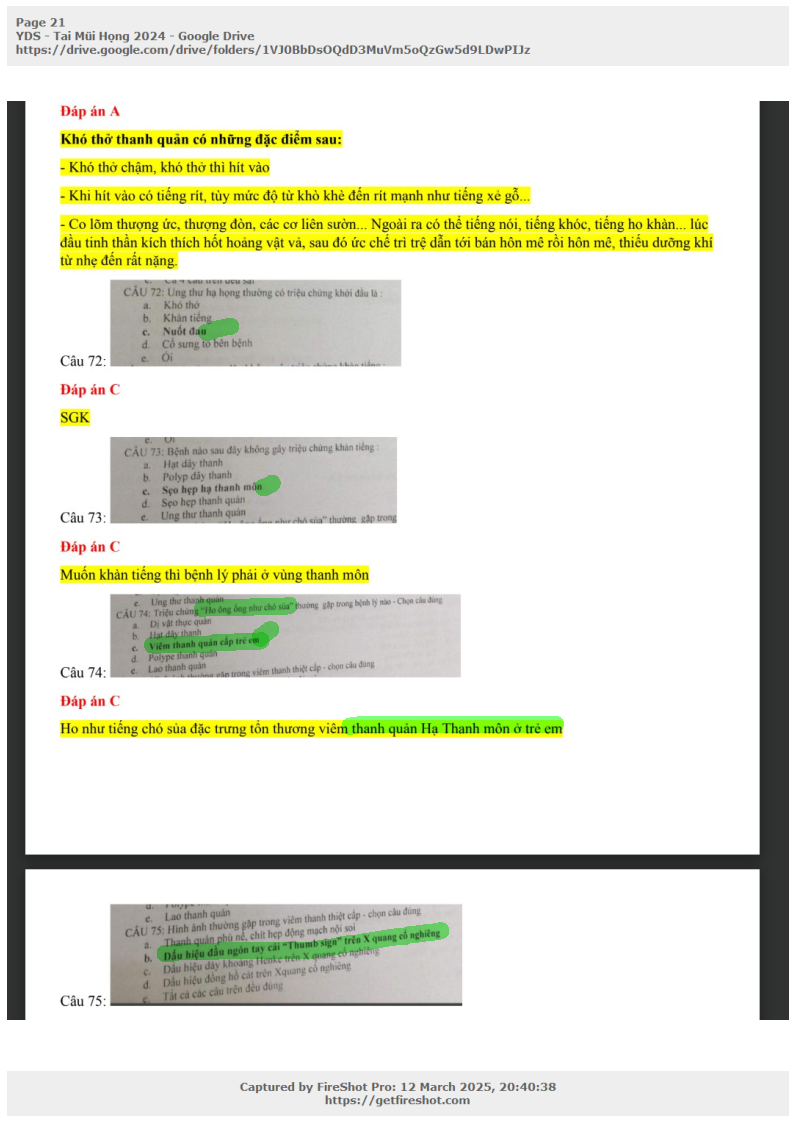 Page 21
YDS - Tai Mũi Họng 2024 - Google Drive
https://drive.google.com/drive/folders/1VJ0BbDsOQdD3MuVm5oQzGw5d9LDwPIJz
Đáp án A
Khó thở thanh quản có những đặc điểm sau:
- Khó thở chậm, khó thở thì hít vào
- Khi hít vào có tiếng rít, tùy mức độ từ khò khè đến rít mạnh như tiếng xẻ gỗ...
- Co lõm thượng ức, thượng đòn, các cơ liên sườn... Ngoài ra có thể tiếng nói, tiếng khóc, tiếng ho khàn... lúc
đầu tinh thần kích thích hốt hoảng vật vả, sau đó ức chế trì trệ dẫn tới bán hôn mê rồi hôn mê, thiếu dưỡng khí
từ nhẹ đến rất nặng.
CÂU 72: Ung thư hạ họng thường có triệu chứng khởi đầu là :
a. Khó thở
b. Khàn tiếng
c. Nuốt đau
d. Cổ sưng to bên bệnh
e. Ói
Câu 72:
Đáp án C
SGK
e. Ói
CÂU 73: Bệnh nào sau đây không gây triệu chứng khàn tiếng :
a. Hạt dây thanh
b. Polyp dây thanh
c. Sẹo hẹp hạ thanh môn
d. Sẹo hẹp thanh quản
e. Ung thư thanh quản
Câu 73:
Đáp án C
Muốn khàn tiếng thì bệnh lý phải ở vùng thanh môn
e. Ung thư thanh quản
CÂU 74: Triệu chứng "Ho ông ổng như chó sủa" thường gặp trong bệnh lý nào - Chọn câu đúng
a. Dị vật thực quản
b. Hạt dây thanh
c. Viêm thanh quản cấp trẻ em
d. Polype thanh quản
e. Lao thanh quản
Câu 74:
Đáp án C
Ho như tiếng chó sủa đặc trưng tổn thương viêm thanh quản Hạ Thanh môn ở trẻ em
e. Lao thanh quản
CÂU 75: Hình ảnh thường gặp trong viêm thanh thiệt cấp - chọn câu đúng
a. Thanh quản phù nề, chít hẹp động mạch nội soi
b. Dấu hiệu đầu ngón tay cái "Thumb sign" trên X quang cổ nghiêng
c. Dấu hiệu dày khoảng Henke trên X quang cổ nghiêng
d. Dấu hiệu đồng hồ cát trên Xquang cổ nghiêng
e. Tất cả các câu trên đều đúng
Câu 75:
Captured by FireShot Pro: 12 March 2025, 20:40:38
https://getfireshot.com